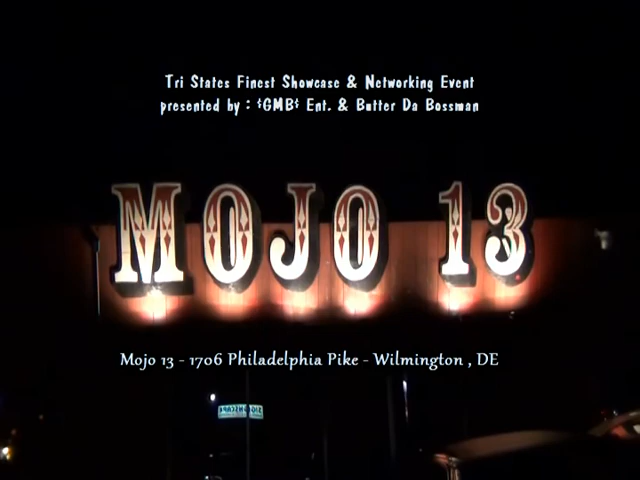 Tri States Finest Showcase & Networking Event
presented by : $GMB$ Ent. & Butter Da Bossman
MOJO 13
Mojo 13 - 1706 Philadelphia Pike - Wilmington , DE